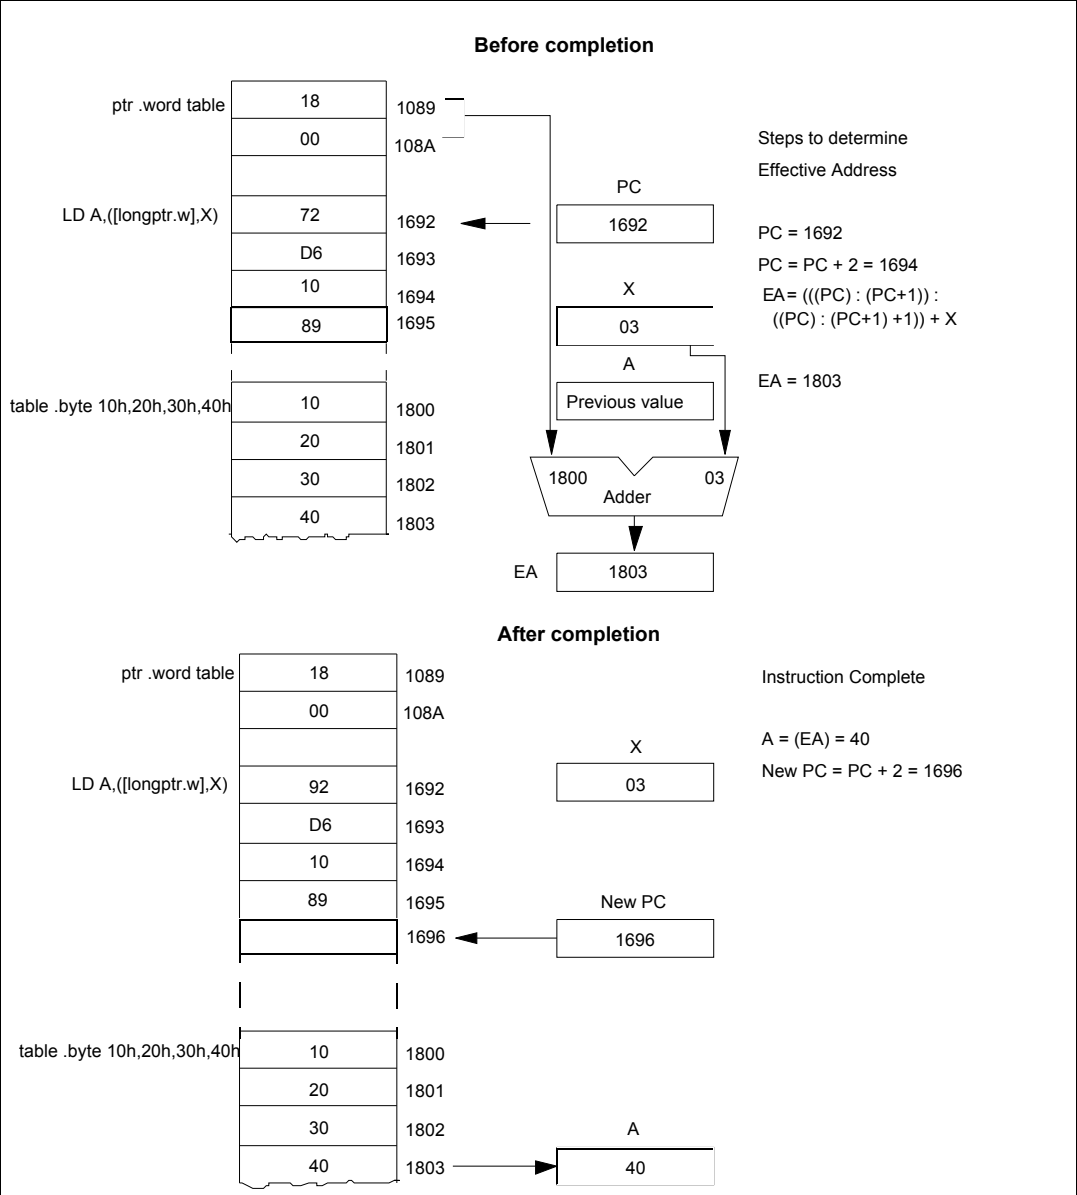 Before completion
ptr .word table 18 1089
00 108A
LD A,([longptr.w],X) 72 1692
D6 1693
10 1694
89 1695
table .byte 10h,20h,30h,40h 10 1800
20 1801
30 1802
40 1803
PC
1692
X
03
A
Previous value
1800 03
Adder
EA 1803
Steps to determine
Effective Address
PC = 1692
PC = PC + 2 = 1694
EA= (((PC) : (PC+1)) :
((PC) : (PC+1) +1)) + X
EA = 1803
After completion
ptr .word table 18 1089
00 108A
LD A,([longptr.w],X) 92 1692
D6 1693
10 1694
89 1695
1696
table .byte 10h,20h,30h,40h 10 1800
20 1801
30 1802
40 1803
X
03
New PC
1696
A
40
Instruction Complete
A = (EA) = 40
New PC = PC + 2 = 1696